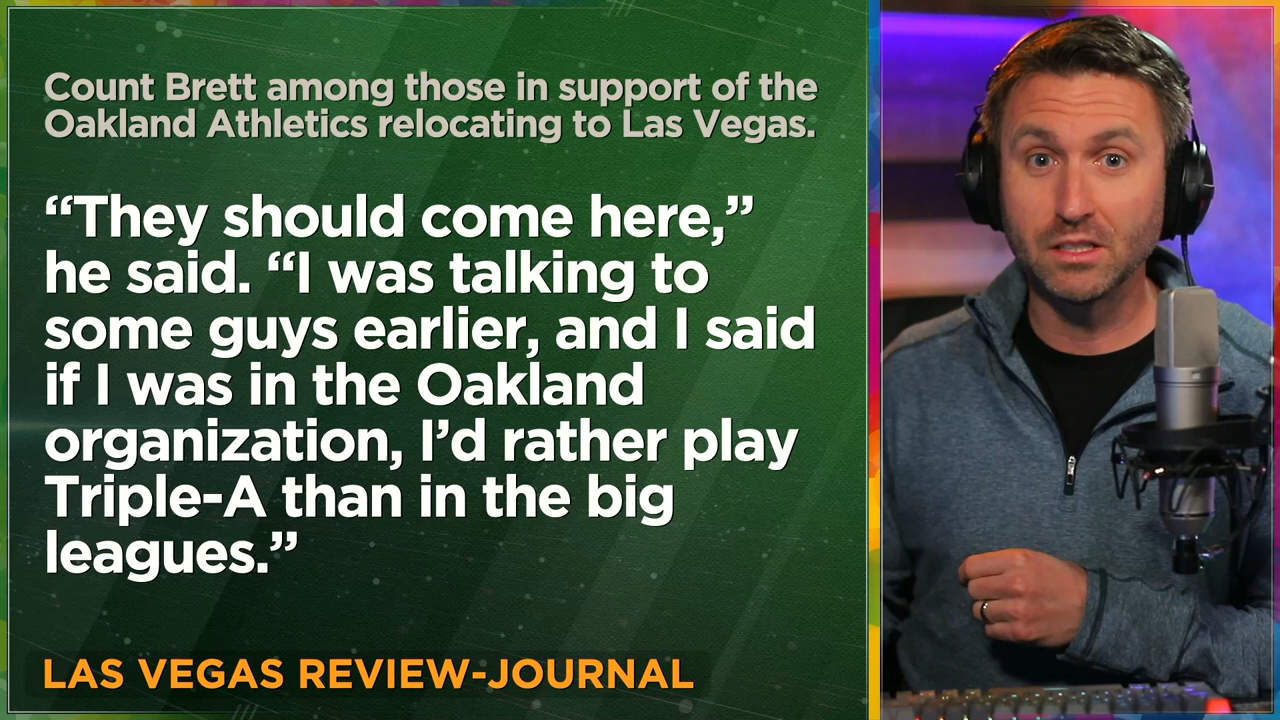 Count Brett among those in support of the
Oakland Athletics relocating to Las Vegas.
“They should come here,”
he said. “I was talking to
some guys earlier, and I said
if I was in the Oakland
organization, I’d rather play
Triple-A than in the big
leagues.”
LAS VEGAS REVIEW-JOURNAL